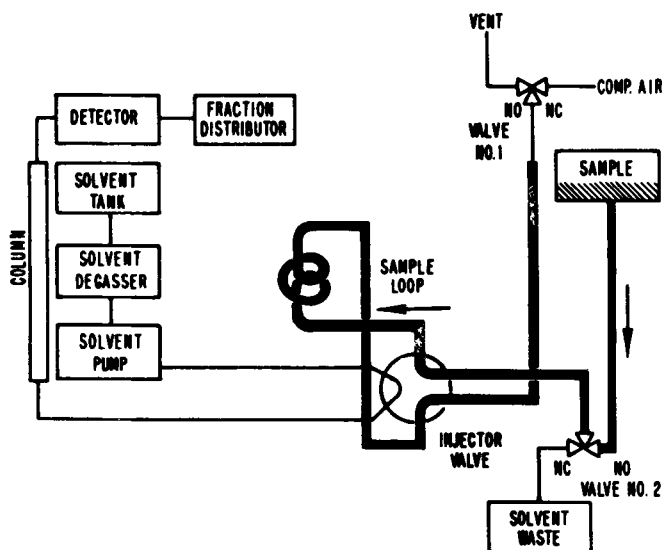 VENT
COMP. AIR
NO NC
VALVE
NO.1
DETECTOR
FRACTION
DISTRIBUTOR
SAMPLE
SOLVENT
TANK
COLUMN
SOLVENT
DEGASSER
SAMPLE
LOOP
SOLVENT
PUMP
INJECTOR
VALVE
NC
NO
VALVE NO.2
SOLVENT
WASTE